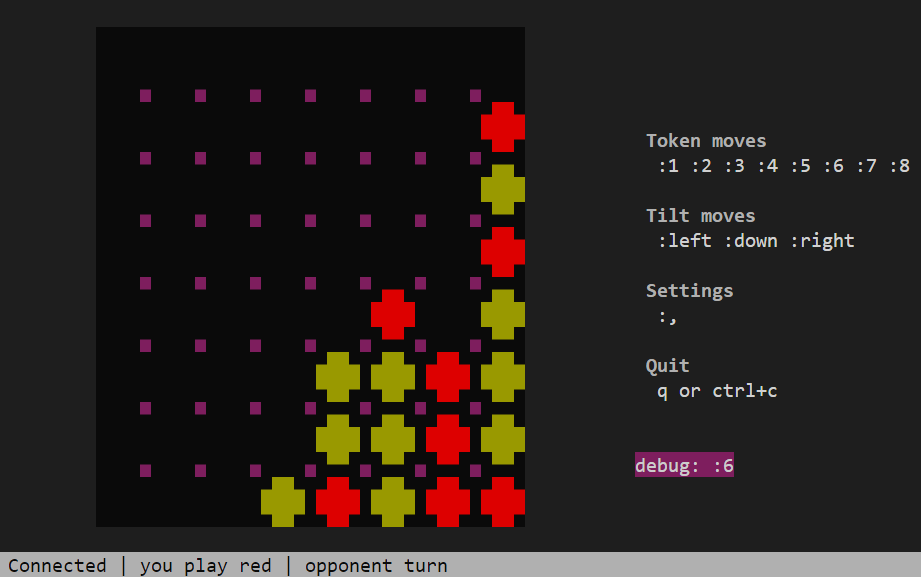 Token moves
:1 :2 :3 :4 :5 :6 :7 :8
Tilt moves
:left :down :right
Settings
:,
Quit
q or ctrl+c
debug: :6
Connected | you play red | opponent turn